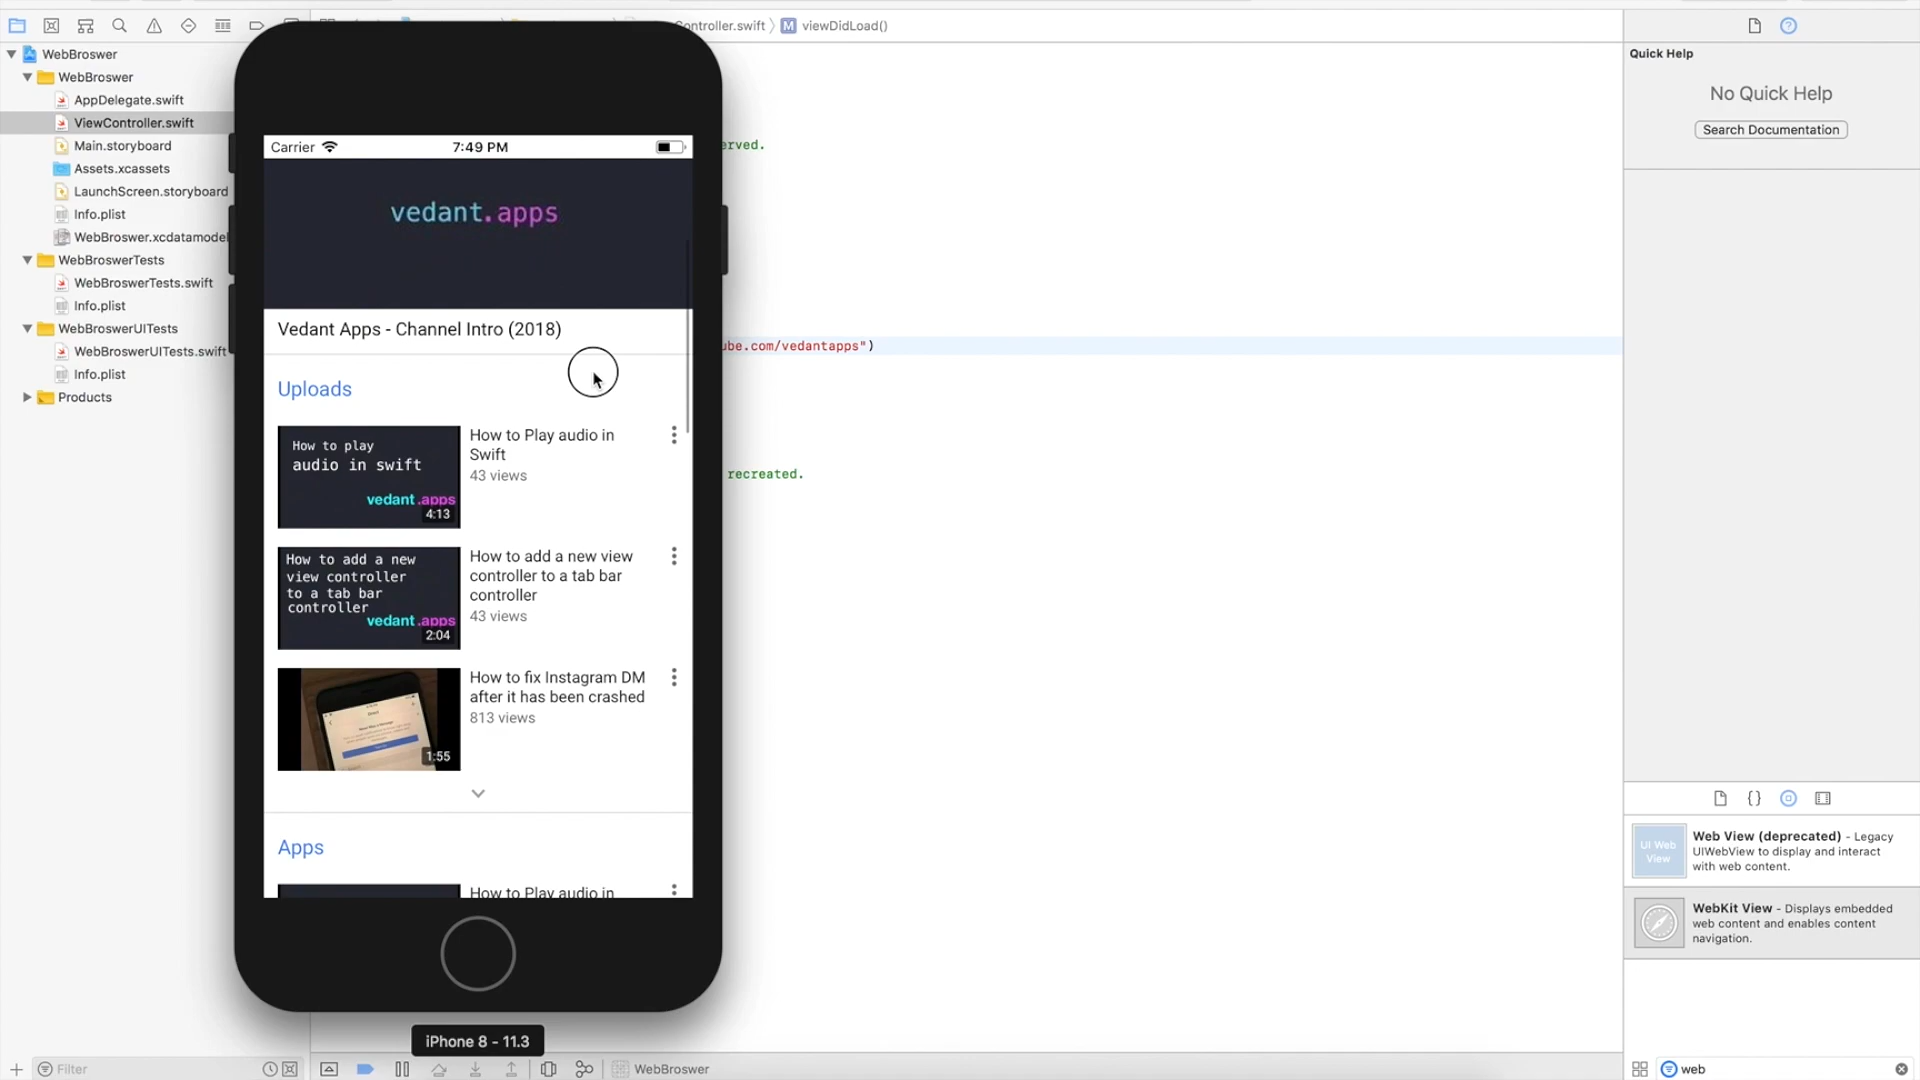 Controller.swift
viewDidLoad()
WebBroswer
WebBroswer
AppDelegate.swift
ViewController.swift
Main.storyboard
Assets.xcassets
LaunchScreen.storyboard
Info.plist
WebBroswer.xcdatamodel
WebBroswerTests
WebBroswerTests.swift
Info.plist
WebBroswerUITests
WebBroswerUITests.swift
Info.plist
Products
Filter
Carrier
7:49 PM
vedant.apps
Vedant Apps - Channel Intro (2018)
Uploads
How to play
audio in swift
vedant.apps
4:13
How to Play audio in
Swift
43 views
How to add a new
view controller
to a tab bar
controller
vedant.apps
2:04
How to add a new view
controller to a tab bar
controller
43 views
1:55
How to fix Instagram DM
after it has been crashed
813 views
Apps
How to Play audio in
iPhone 8 - 11.3
erved.
ube.com/vedantapps")
recreated.
WebBroswer
Quick Help
No Quick Help
Search Documentation
UI Web
View
Web View (deprecated) - Legacy
UIWebView to display and interact
with web content.
WebKit View - Displays embedded
web content and enables content
navigation.
web